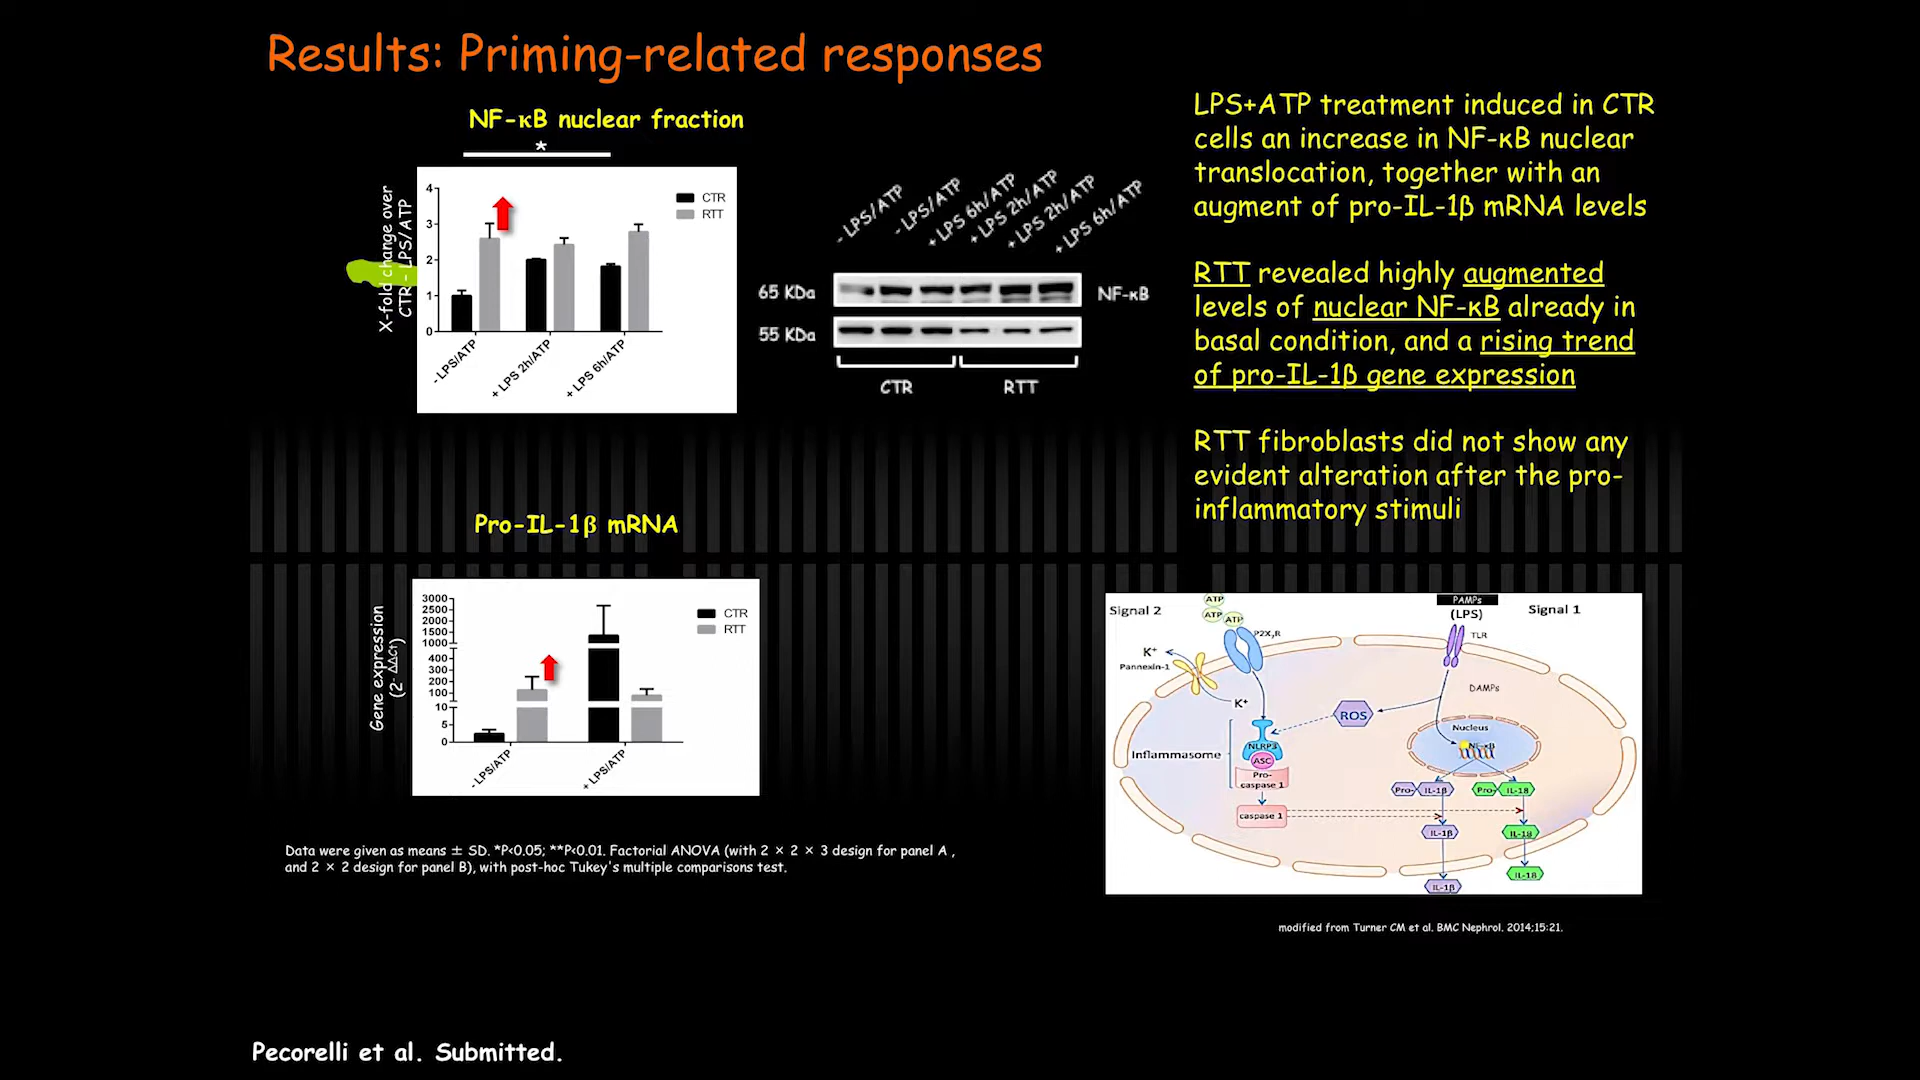 Results: Priming-related responses
NF-κB nuclear fraction
*
X-fold change over
CTR - LPS/ATP
4
3
2
1
0
CTR
RTT
- LPS/ATP
+ LPS 2h/ATP
+ LPS 6h/ATP
- LPS/ATP
- LPS/ATP
+ LPS 6h/ATP
+ LPS 2h/ATP
+ LPS 2h/ATP
+ LPS 6h/ATP
65 KDa
NF-κB
55 KDa
CTR
RTT
LPS+ATP treatment induced in CTR
cells an increase in NF-κB nuclear
translocation, together with an
augment of pro-IL-1β mRNA levels
RTT revealed highly augmented
levels of nuclear NF-κB already in
basal condition, and a rising trend
of pro-IL-1β gene expression
RTT fibroblasts did not show any
evident alteration after the pro-
inflammatory stimuli
Pro-IL-1β mRNA
Gene expression
(2- ΔΔCt)
3000
2500
2000
1500
1000
400
300
200
100
10
5
0
CTR
RTT
- LPS/ATP
+ LPS/ATP
Data were given as means ± SD. *P<0.05; **P<0.01. Factorial ANOVA (with 2 × 2 × 3 design for panel A ,
and 2 × 2 design for panel B), with post-hoc Tukey's multiple comparisons test.
Signal 2
ATP
ATP
ATP
P2X7R
PAMPs
(LPS)
Signal 1
TLR
K+
Pannexin-1
DAMPs
K+
ROS
Nucleus
NF-κB
Inflammasome
NLRP3
ASC
Pro-
caspase 1
caspase 1
Pro- IL-1β
Pro- IL-18
IL-1β
IL-18
IL-1β
IL-18
modified from Turner CM et al. BMC Nephrol. 2014;15:21.
Pecorelli et al. Submitted.